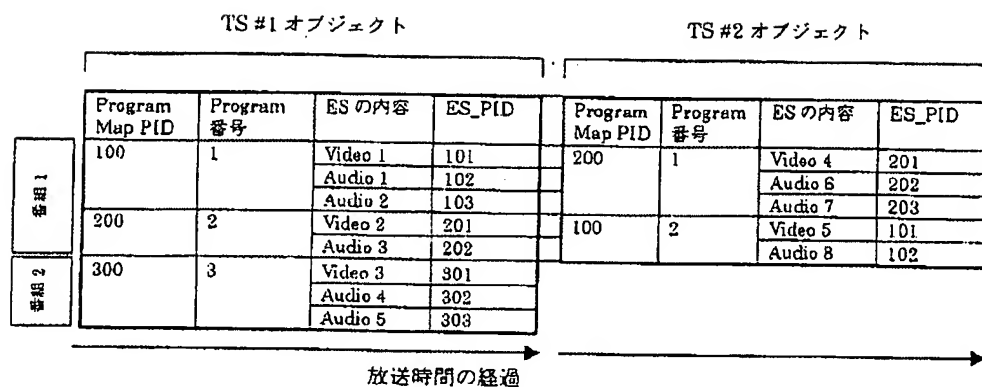 TS #1 オブジェクト
TS #2 オブジェクト
Program Map PID
Program 番号
ES の内容
ES_PID
100
1
Video 1
101
Audio 1
102
Audio 2
103
200
2
Video 2
201
Audio 3
202
300
3
Video 3
301
Audio 4
302
Audio 5
303
番組 1
番組 2
Program Map PID
Program 番号
ES の内容
ES_PID
200
1
Video 4
201
Audio 6
202
Audio 7
203
100
2
Video 5
101
Audio 8
102
放送時間の経過